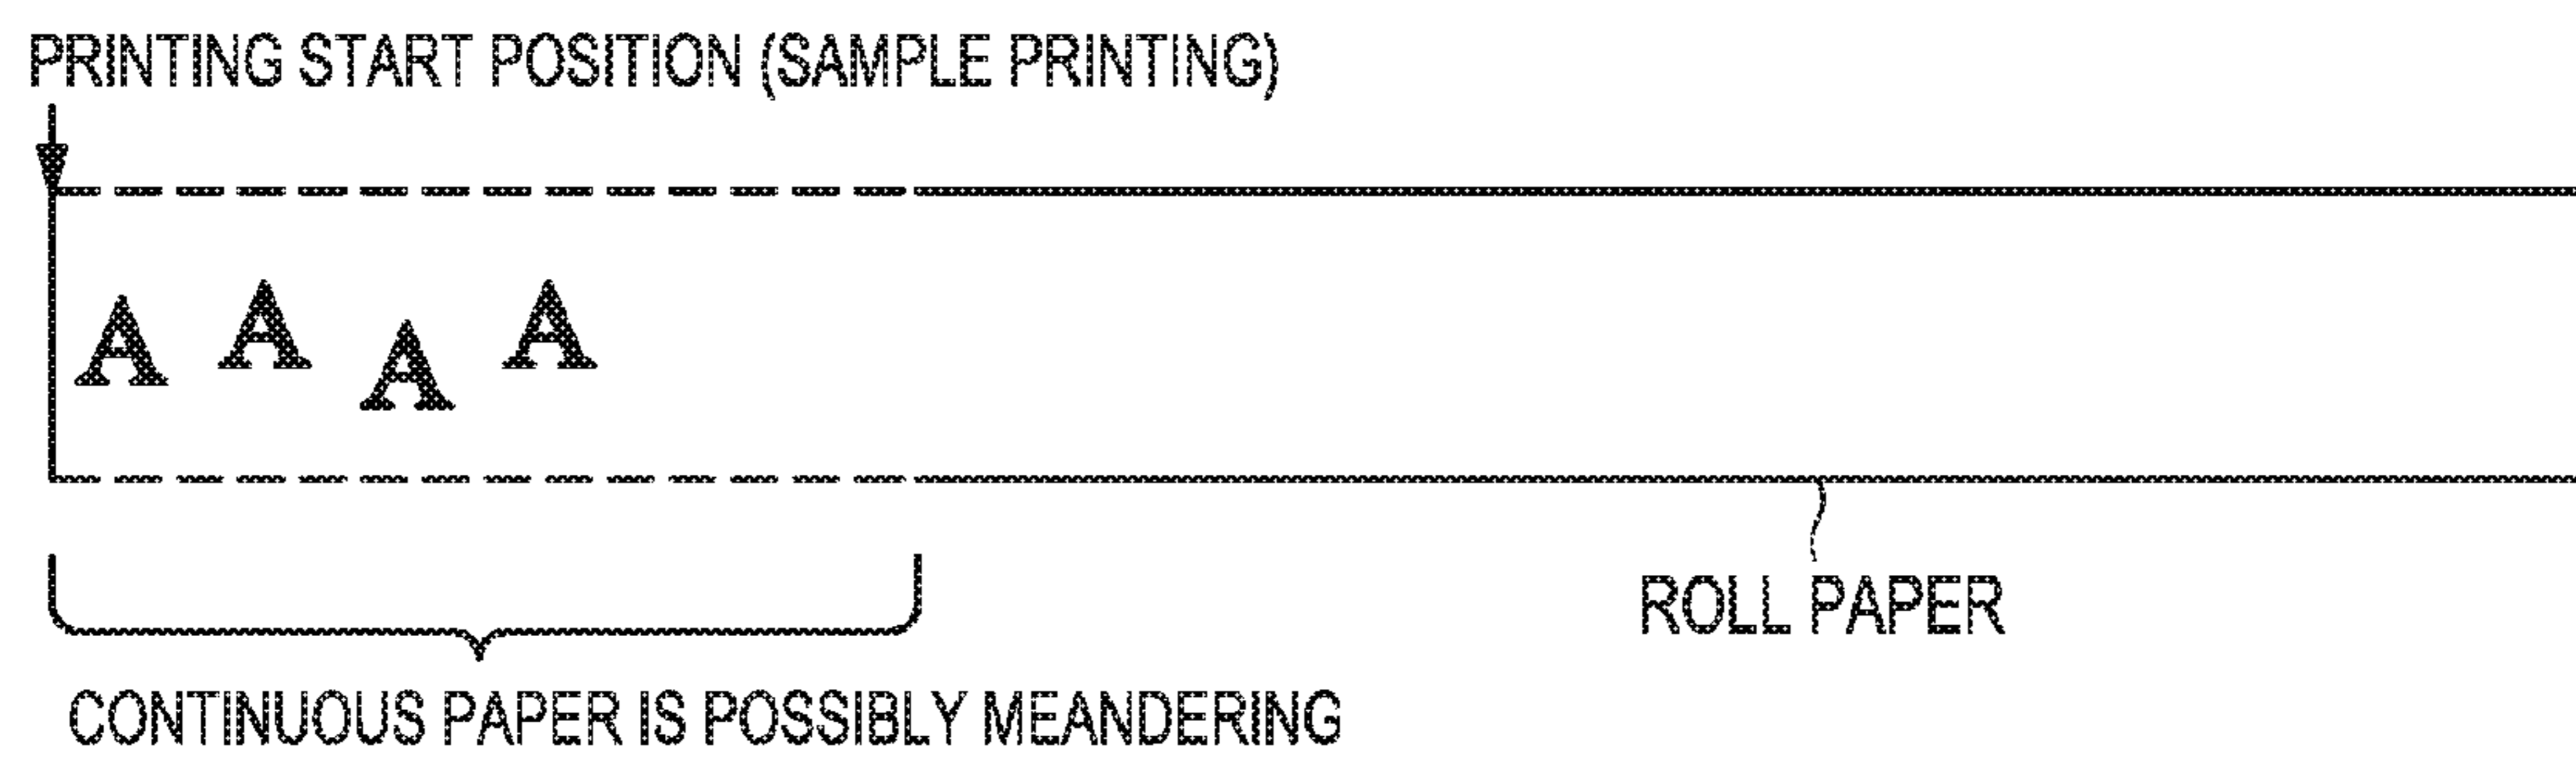 PRINTING START POSITION (SAMPLE PRINTING)
A A A A
ROLL PAPER
CONTINUOUS PAPER IS POSSIBLY MEANDERING